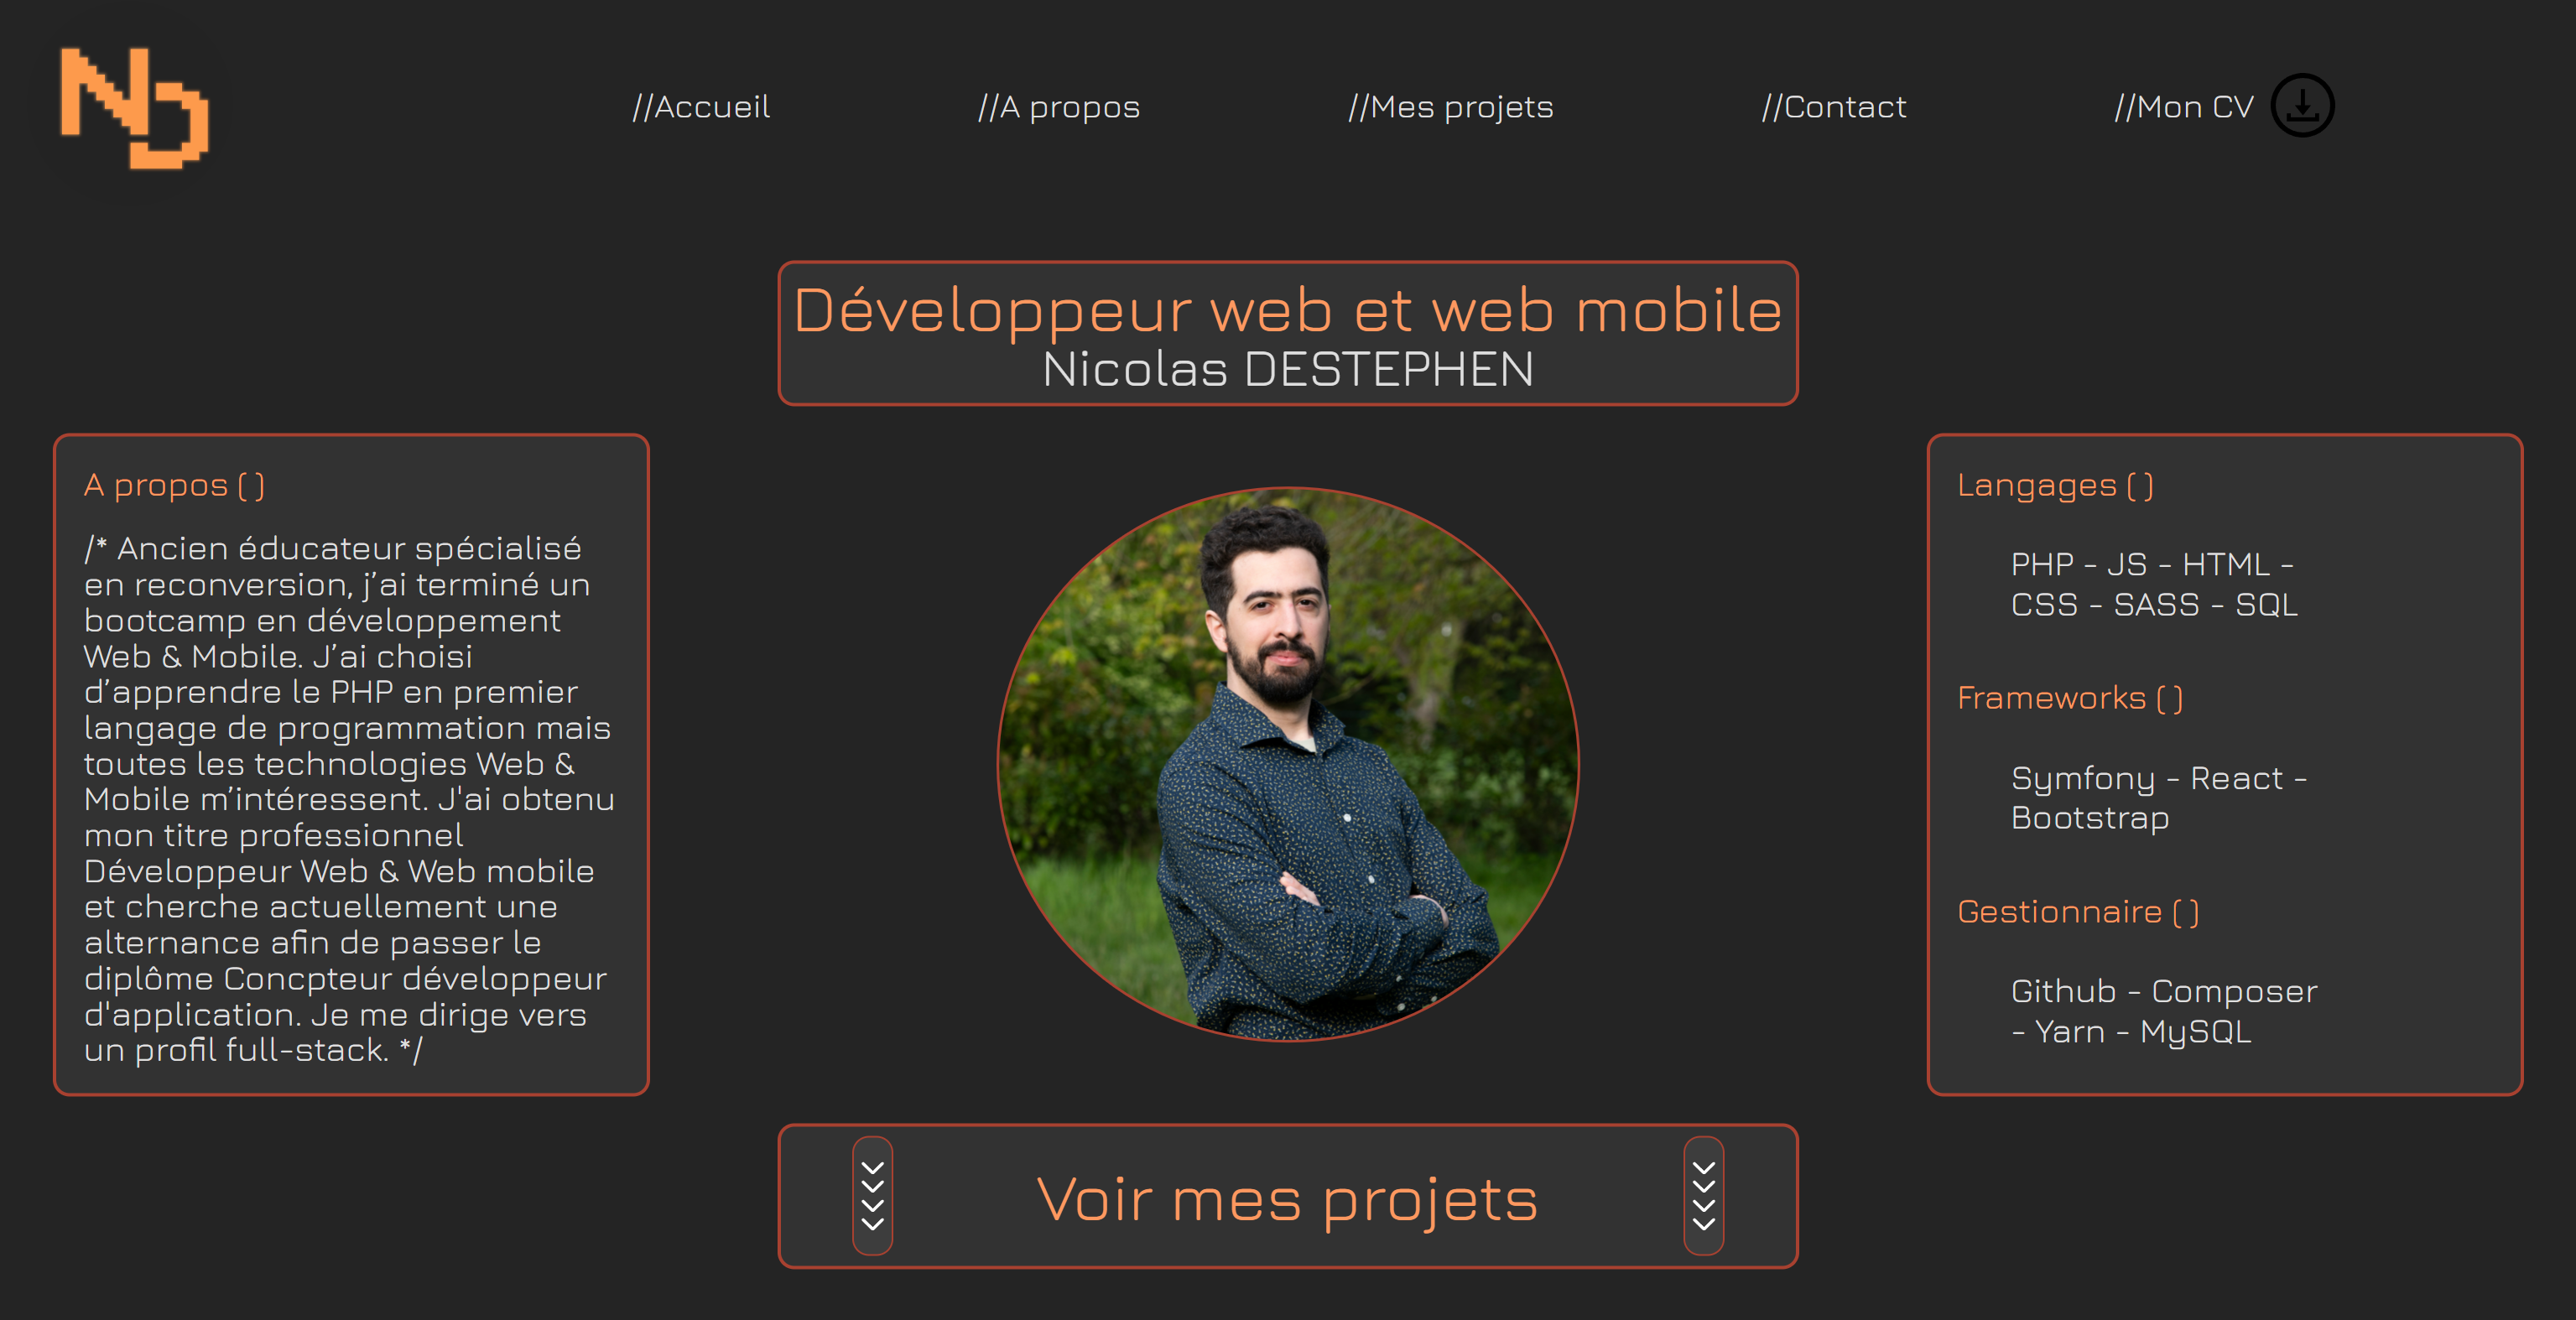 ND
//Accueil
//A propos
//Mes projets
//Contact
//Mon CV
Développeur web et web mobile
Nicolas DESTEPHEN
A propos ( )
/* Ancien éducateur spécialisé
en reconversion, j’ai terminé un
bootcamp en développement
Web & Mobile. J’ai choisi
d’apprendre le PHP en premier
langage de programmation mais
toutes les technologies Web &
Mobile m’intéressent. J'ai obtenu
mon titre professionnel
Développeur Web & Web mobile
et cherche actuellement une
alternance afin de passer le
diplôme Concpteur développeur
d'application. Je me dirige vers
un profil full-stack. */
Langages ( )
PHP - JS - HTML -
CSS - SASS - SQL
Frameworks ( )
Symfony - React -
Bootstrap
Gestionnaire ( )
Github - Composer
- Yarn - MySQL
Voir mes projets